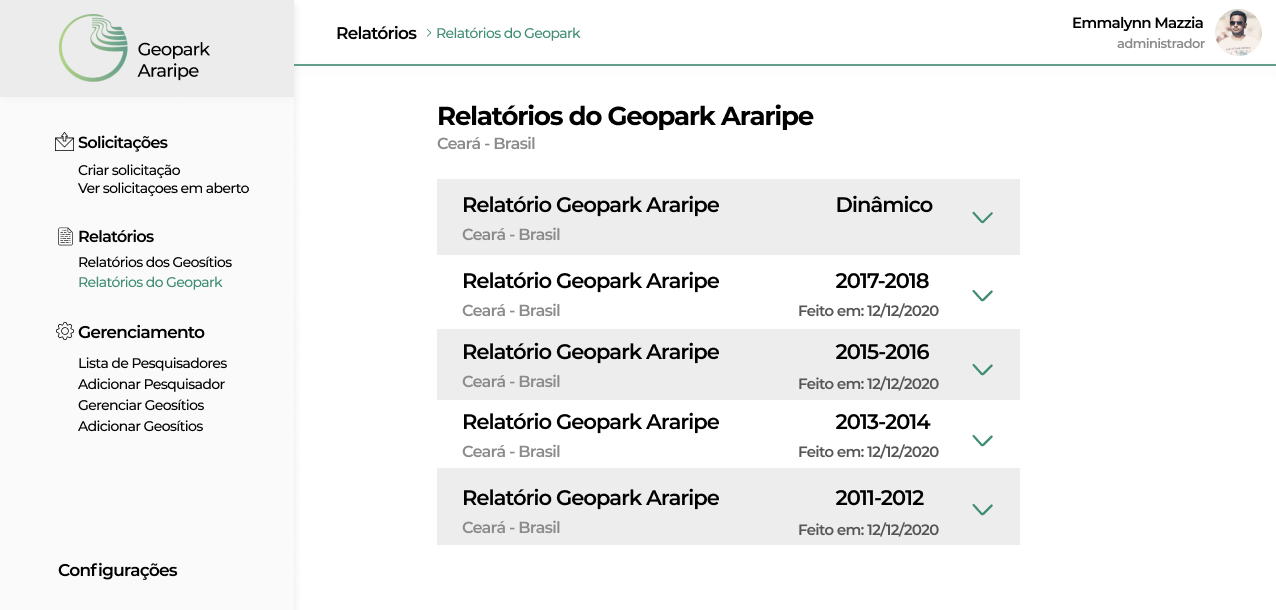 Geopark
Araripe
Relatórios > Relatórios do Geopark
Emmalynn Mazzia
administrador
Solicitações
Criar solicitação
Ver solicitaçoes em aberto
Relatórios
Relatórios dos Geosítios
Relatórios do Geopark
Gerenciamento
Lista de Pesquisadores
Adicionar Pesquisador
Gerenciar Geosítios
Adicionar Geosítios
Configurações
Relatórios do Geopark Araripe
Ceará - Brasil
Relatório Geopark Araripe Dinâmico
Ceará - Brasil
Relatório Geopark Araripe 2017-2018
Ceará - Brasil Feito em: 12/12/2020
Relatório Geopark Araripe 2015-2016
Ceará - Brasil Feito em: 12/12/2020
Relatório Geopark Araripe 2013-2014
Ceará - Brasil Feito em: 12/12/2020
Relatório Geopark Araripe 2011-2012
Ceará - Brasil Feito em: 12/12/2020